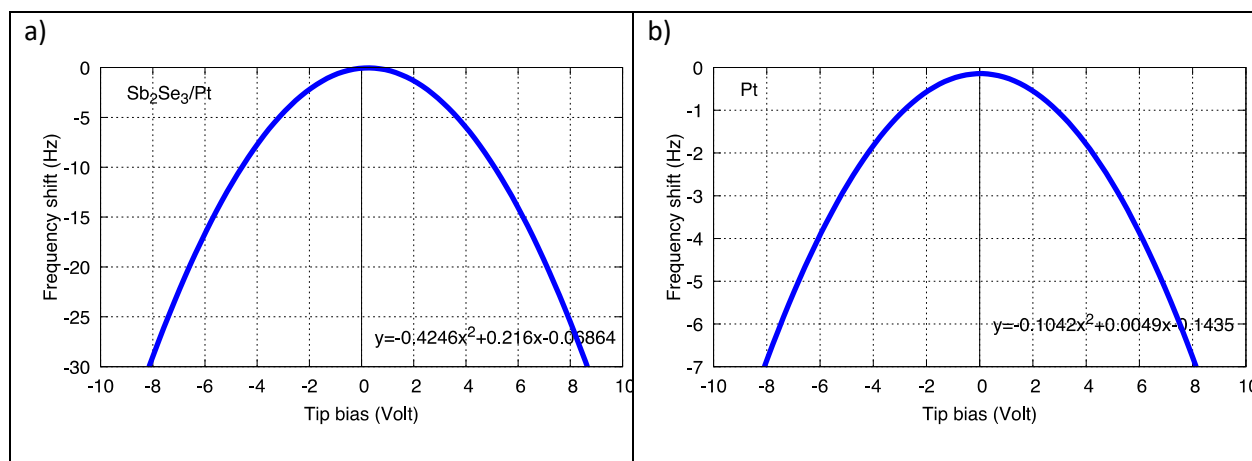 a)
Sb₂Se₃/Pt
Frequency shift (Hz)
0
-5
-10
-15
-20
-25
-30
y=-0.4246x²+0.216x-0.06864
-10 -8 -6 -4 -2 0 2 4 6 8 10
Tip bias (Volt)
b)
Pt
Frequency shift (Hz)
0
-1
-2
-3
-4
-5
-6
-7
y=-0.1042x²+0.0049x-0.1435
-10 -8 -6 -4 -2 0 2 4 6 8 10
Tip bias (Volt)